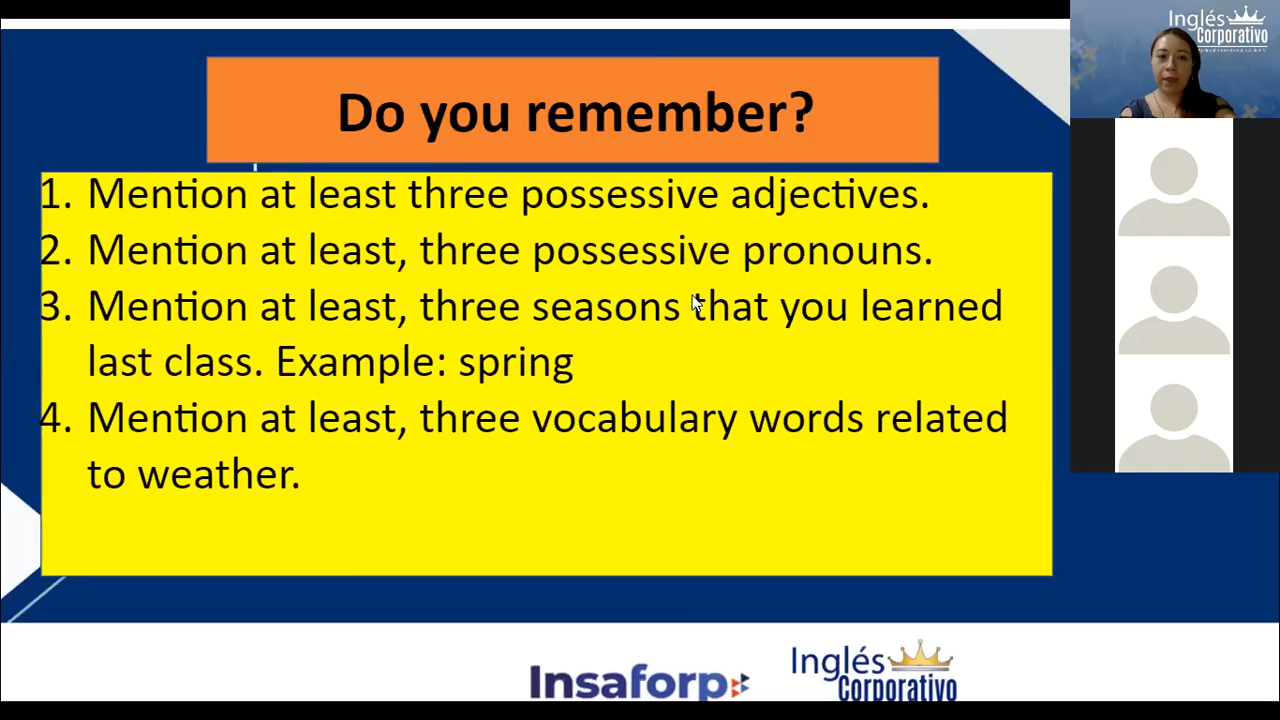 Do you remember?
1. Mention at least three possessive adjectives.
2. Mention at least, three possessive pronouns.
3. Mention at least, three seasons that you learned
last class. Example: spring
4. Mention at least, three vocabulary words related
to weather.
Insaforp
Inglés
Corporativo
Inglés
Corporativo